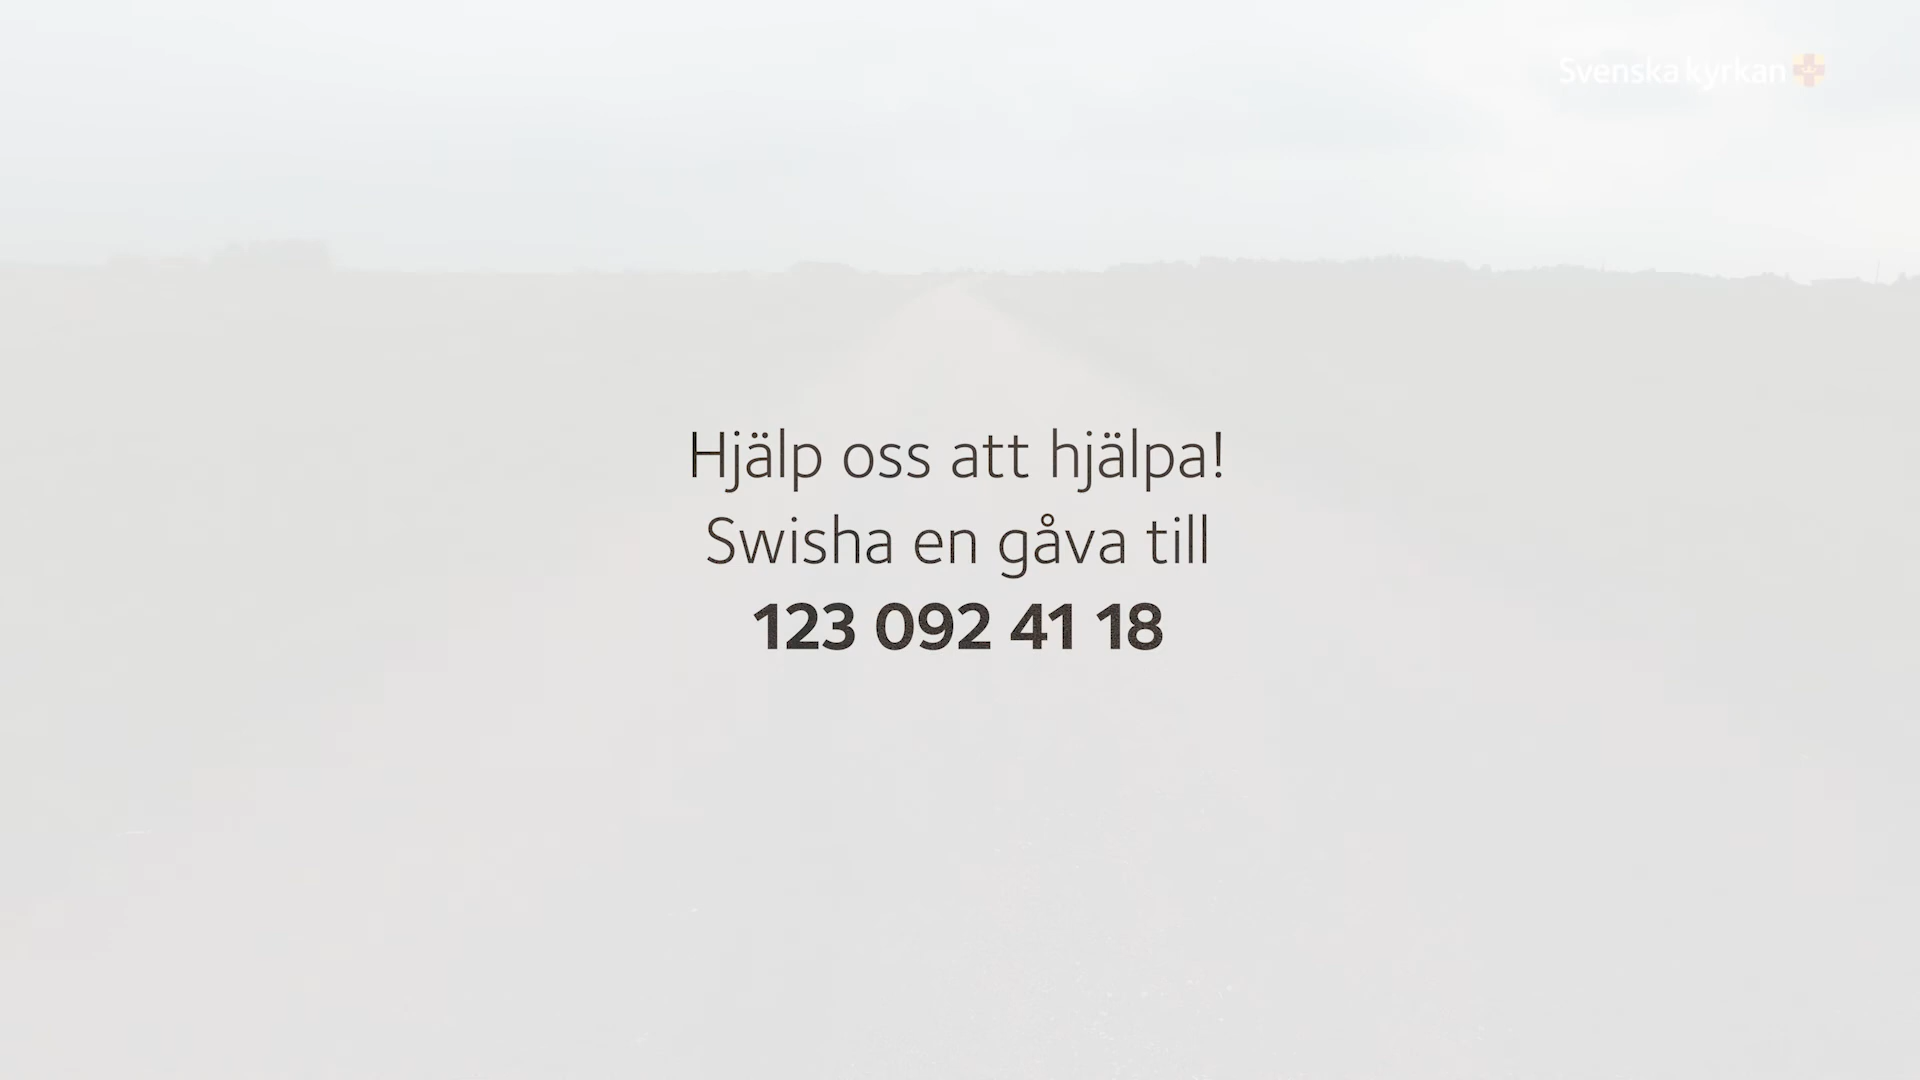 Svenska kyrkan
Hjälp oss att hjälpa!
Swisha en gåva till
123 092 41 18